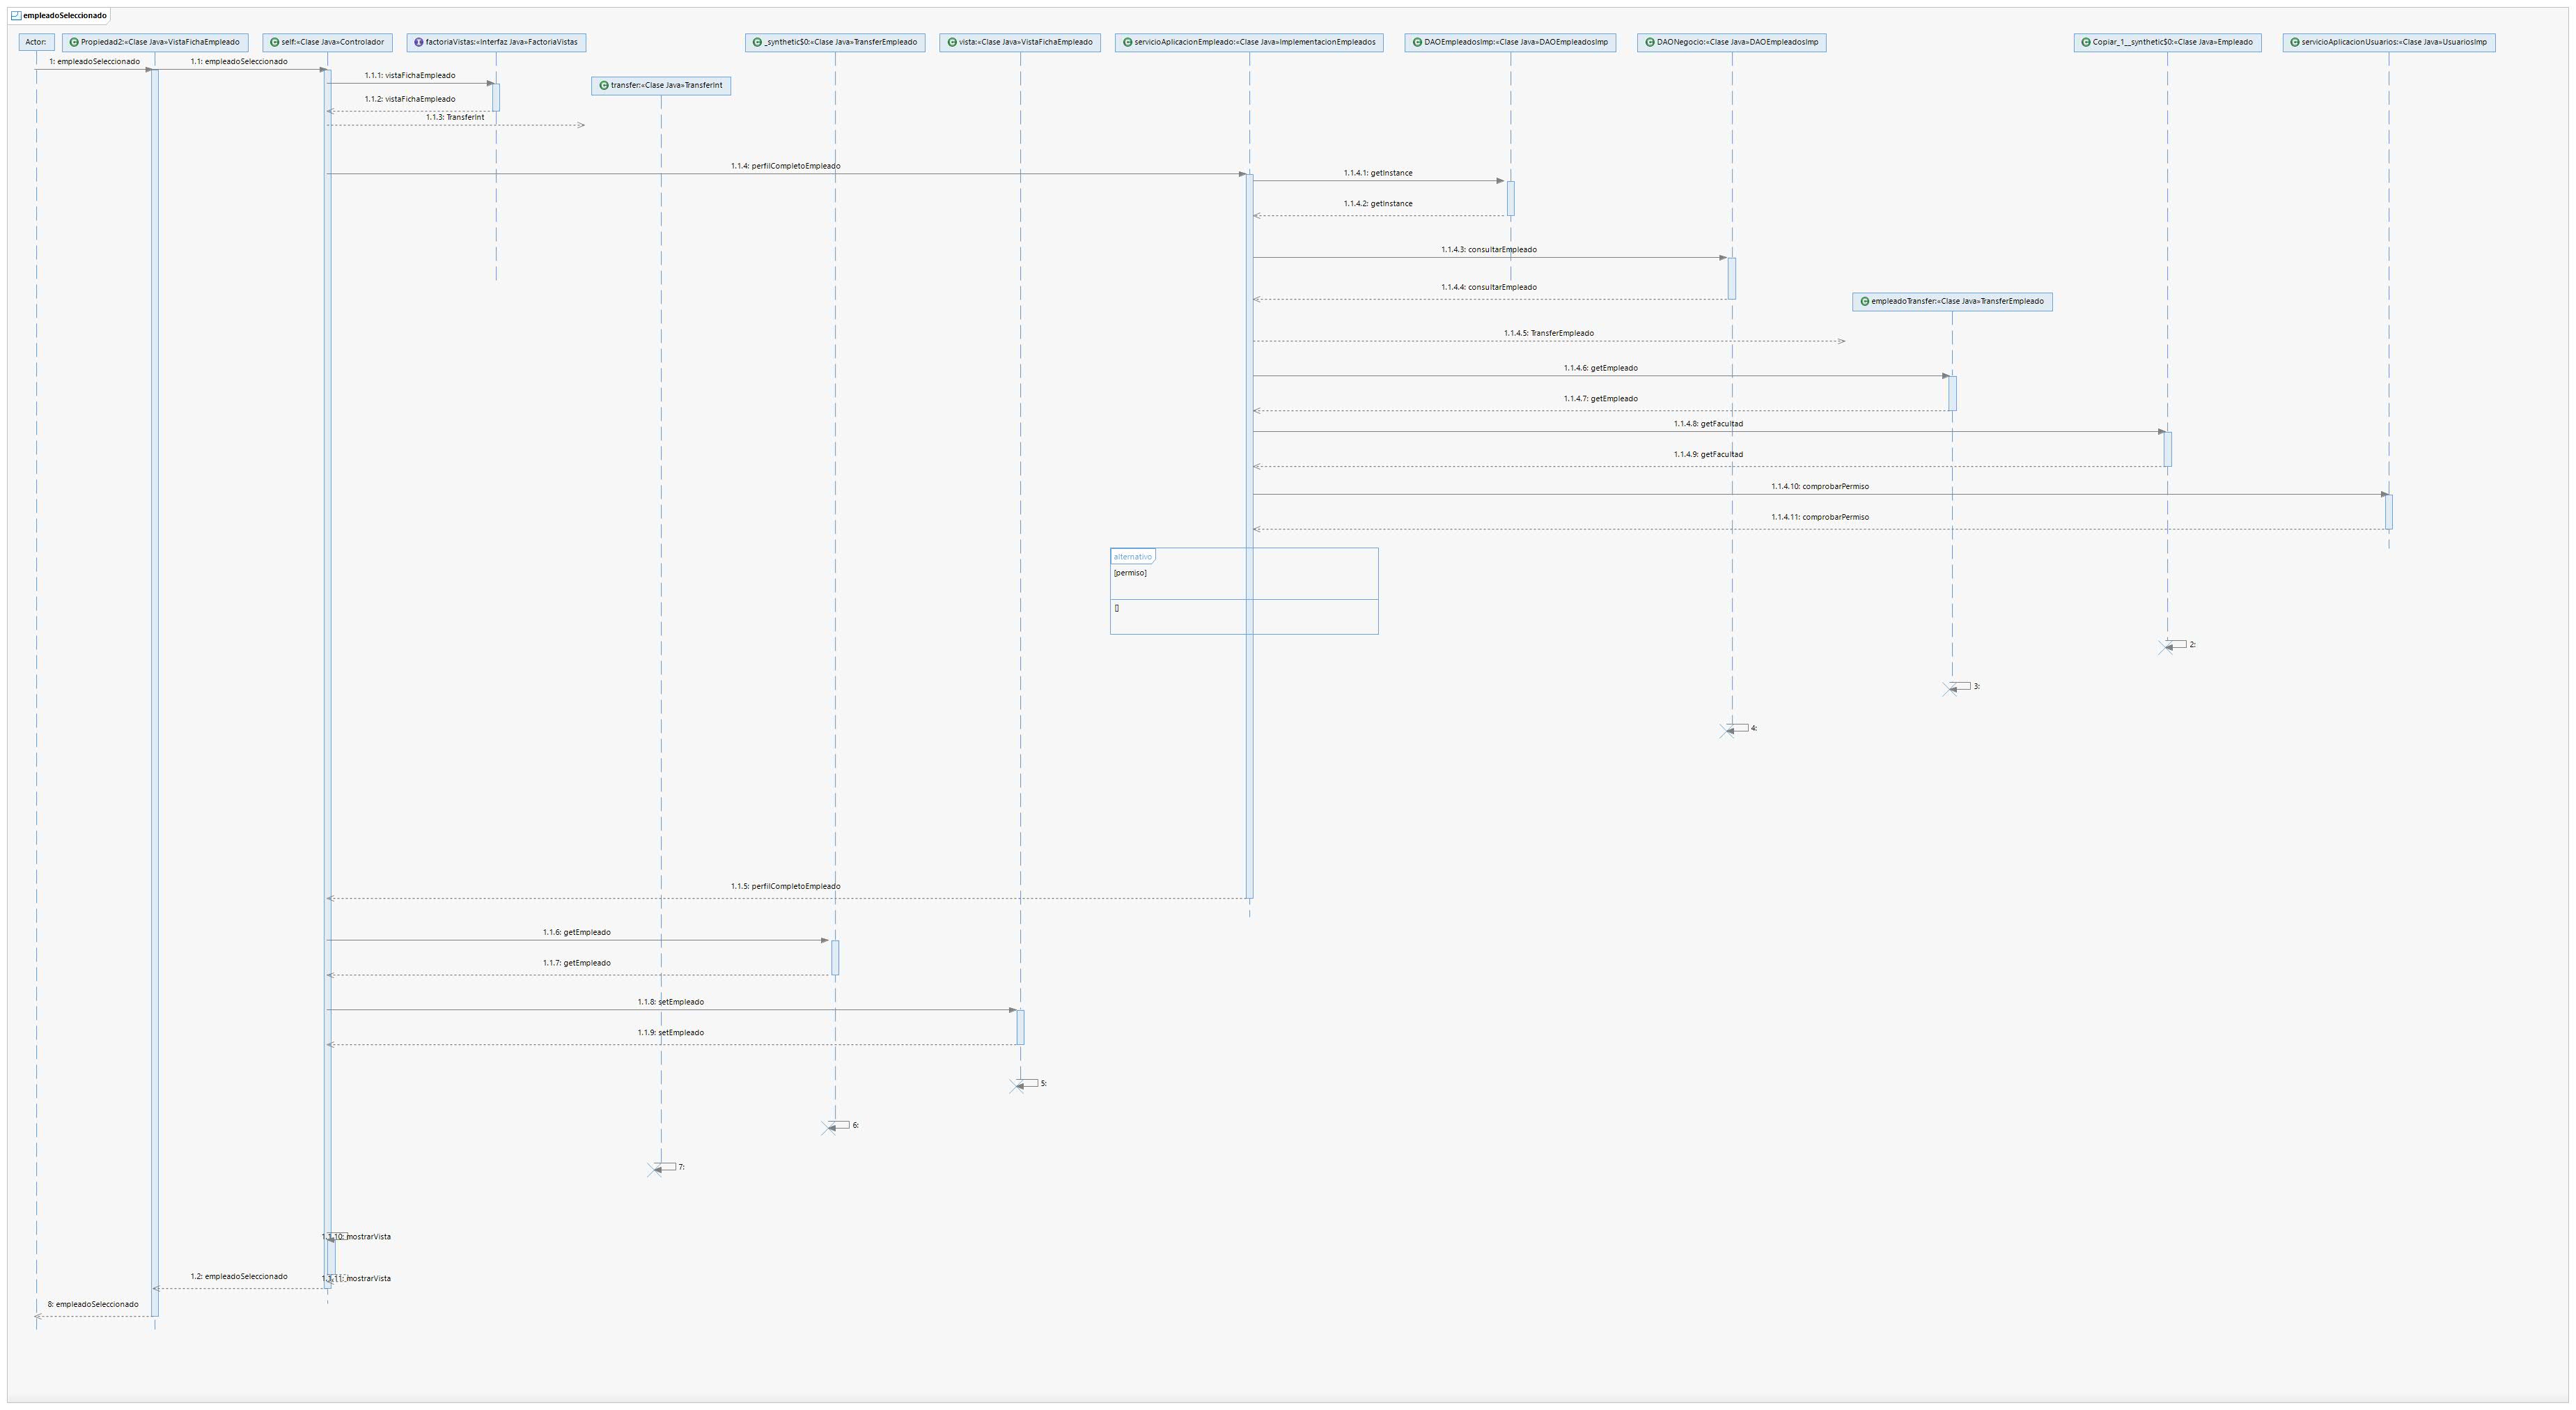 empleadoSeleccionado
Actor:
Propiedad2:«Clase Java»VistaFichaEmpleado
self:«Clase Java»Controlador
factoriaVistas:«Interfaz Java»FactoriaVistas
_synthetic$0:«Clase Java»TransferEmpleado
vista:«Clase Java»VistaFichaEmpleado
servicioAplicacionEmpleado:«Clase Java»ImplementacionEmpleados
DAOEmpleadosImp:«Clase Java»DAOEmpleadosImp
DAONegocio:«Clase Java»DAOEmpleadosImp
Copiar_1__synthetic$0:«Clase Java»Empleado
servicioAplicacionUsuarios:«Clase Java»UsuariosImp
1: empleadoSeleccionado
1.1: empleadoSeleccionado
1.1.1: vistaFichaEmpleado
transfer:«Clase Java»TransferInt
1.1.2: vistaFichaEmpleado
1.1.3: TransferInt
1.1.4: perfilCompletoEmpleado
1.1.4.1: getInstance
1.1.4.2: getInstance
1.1.4.3: consultarEmpleado
1.1.4.4: consultarEmpleado
empleadoTransfer:«Clase Java»TransferEmpleado
1.1.4.5: TransferEmpleado
1.1.4.6: getEmpleado
1.1.4.7: getEmpleado
1.1.4.8: getFacultad
1.1.4.9: getFacultad
1.1.4.10: comprobarPermiso
1.1.4.11: comprobarPermiso
alternativo
[permiso]
[]
2:
3:
4:
1.1.5: perfilCompletoEmpleado
1.1.6: getEmpleado
1.1.7: getEmpleado
1.1.8: setEmpleado
1.1.9: setEmpleado
5:
6:
7:
1.1.10: mostrarVista
1.2: empleadoSeleccionado
1.1.11: mostrarVista
8: empleadoSeleccionado